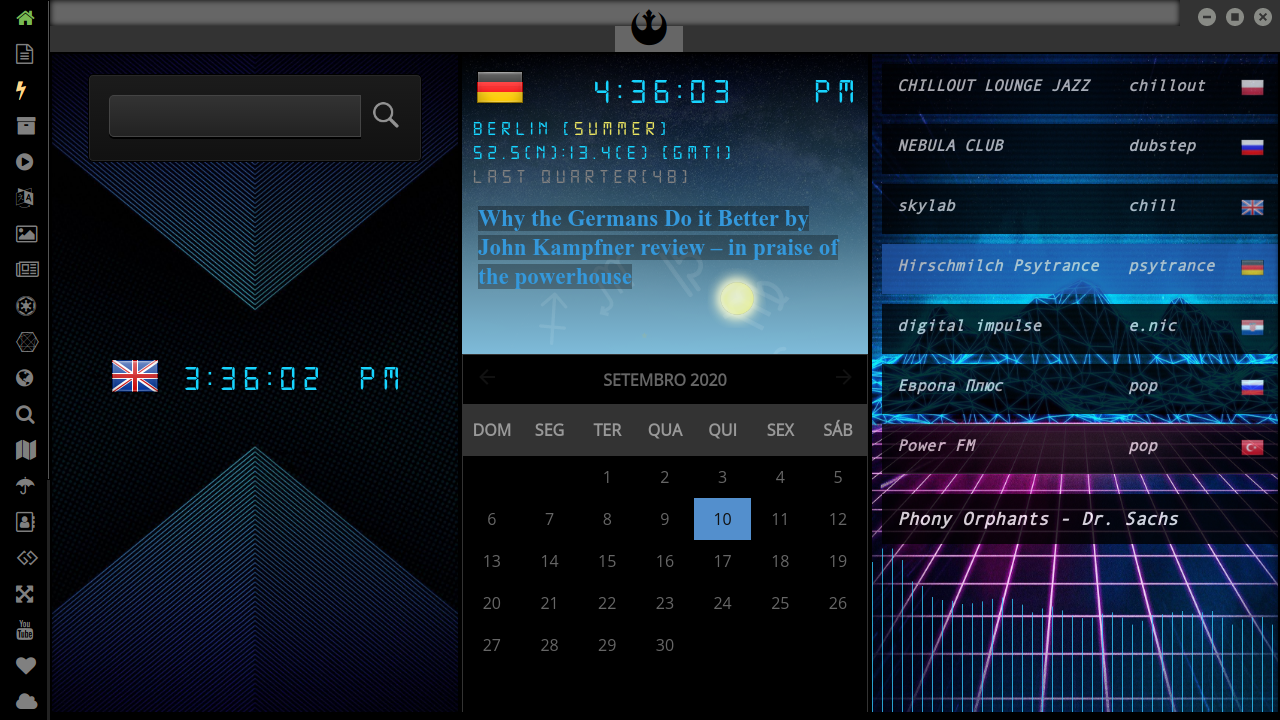 4:36:03 PM
BERLIN (SUMMER)
52.5(N):13.4(E) (GMT1)
LAST QUARTER(48)
Why the Germans Do it Better by
John Kampfner review – in praise of
the powerhouse
3:36:02 PM
SETEMBRO 2020
DOM SEG TER QUA QUI SEX SÁB
1 2 3 4 5
6 7 8 9 10 11 12
13 14 15 16 17 18 19
20 21 22 23 24 25 26
27 28 29 30
CHILLOUT LOUNGE JAZZ chillout
NEBULA CLUB dubstep
skylab chill
Hirschmilch Psytrance psytrance
digital impulse e.nic
Европа Плюс pop
Power FM pop
Phony Orphants - Dr. Sachs
You
Tube